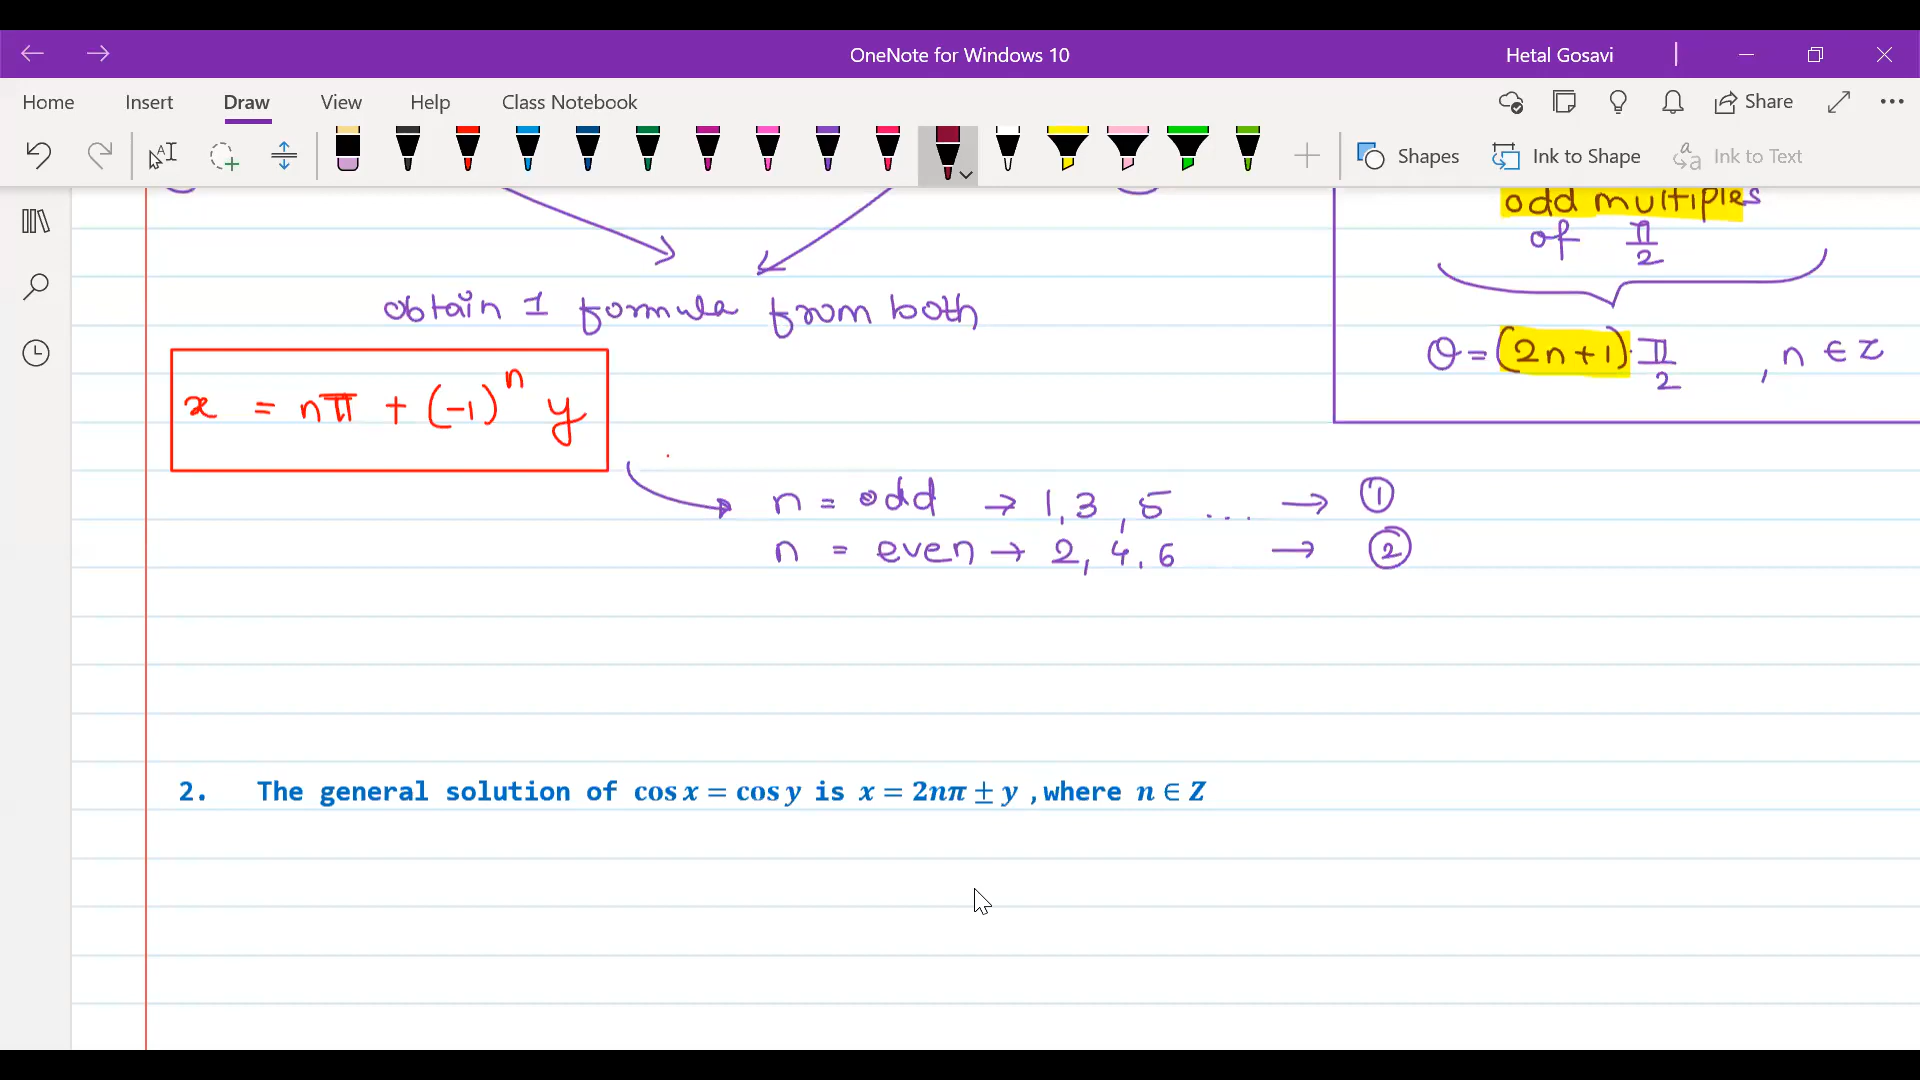 OneNote for Windows 10
Hetal Gosavi
Home Insert Draw View Help Class Notebook Share
Shapes Ink to Shape Ink to Text
odd multiples
of π/2
obtain 1 formula from both
θ = (2n+1)·π/2 , n ∈ Z
x = nπ + (-1)^n y
n = odd → 1, 3, 5 ... → ①
n = even → 2, 4, 6 → ②
2. The general solution of cos x = cos y is x = 2nπ ± y ,where n ∈ Z